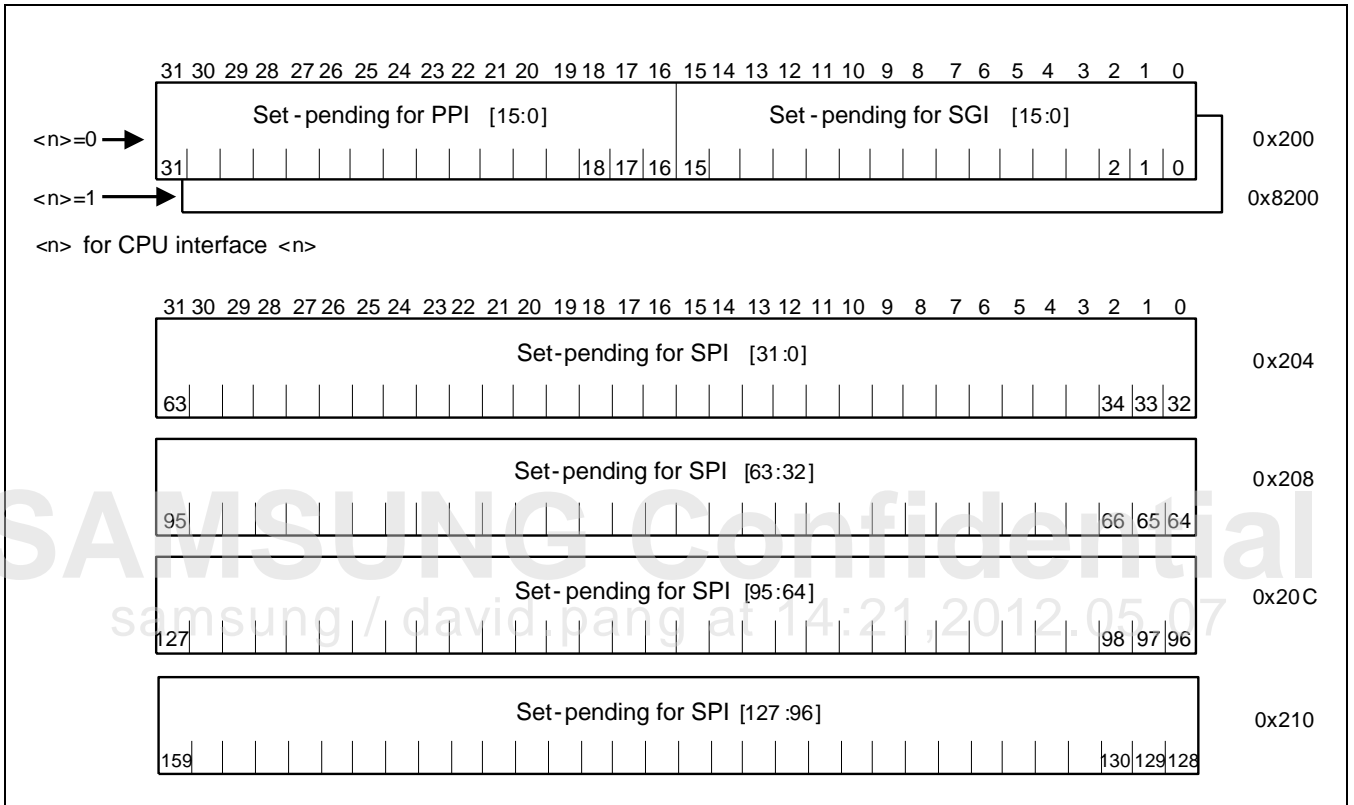 31 30 29 28 27 26 25 24 23 22 21 20 19 18 17 16 15 14 13 12 11 10 9 8 7 6 5 4 3 2 1 0
Set-pending for PPI [15:0] Set-pending for SGI [15:0]
<n>=0 0x200
31 18 17 16 15 2 1 0
<n>=1 0x8200
<n> for CPU interface <n>
31 30 29 28 27 26 25 24 23 22 21 20 19 18 17 16 15 14 13 12 11 10 9 8 7 6 5 4 3 2 1 0
Set-pending for SPI [31:0] 0x204
63 34 33 32
Set-pending for SPI [63:32] 0x208
95 66 65 64
SAMSUNG Confidential
Set-pending for SPI [95:64] 0x20C
samsung / david.pang at 14:21,2012.05.07
127 98 97 96
Set-pending for SPI [127:96] 0x210
159 130 129 128